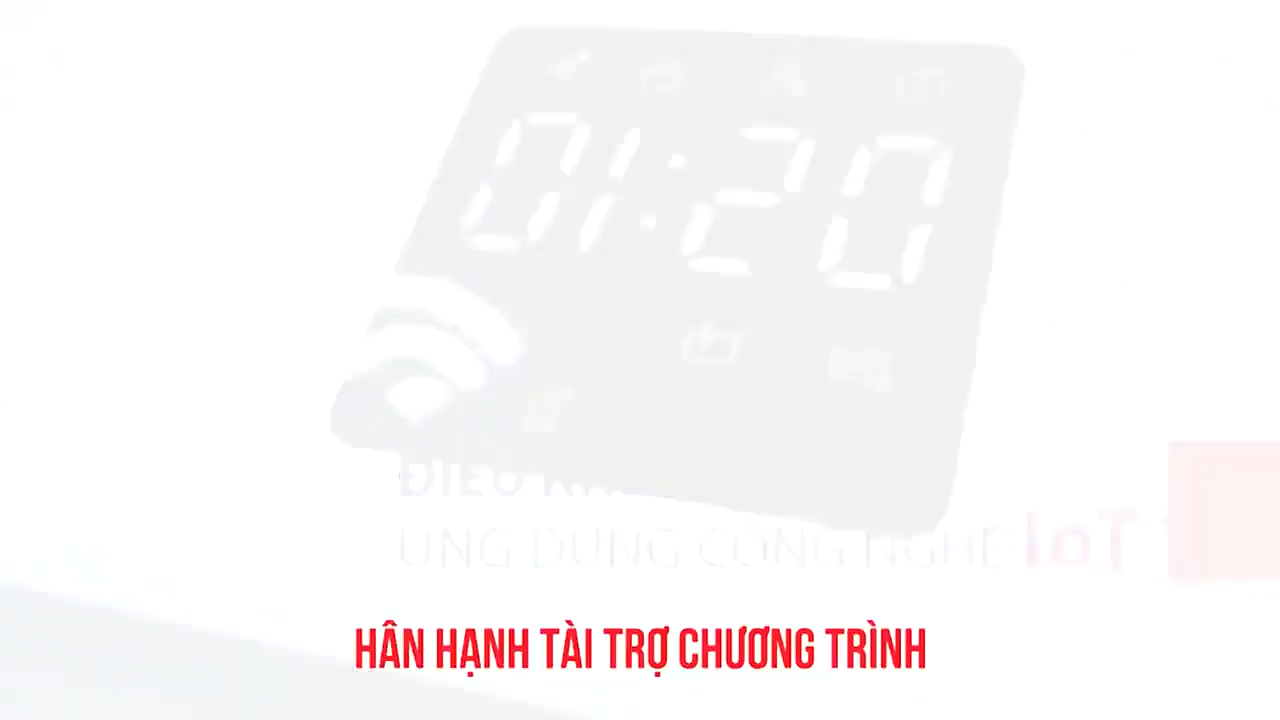 01:20
ỨNG DỤNG CÔNG NGHỆ IoT
HÂN HẠNH TÀI TRỢ CHƯƠNG TRÌNH